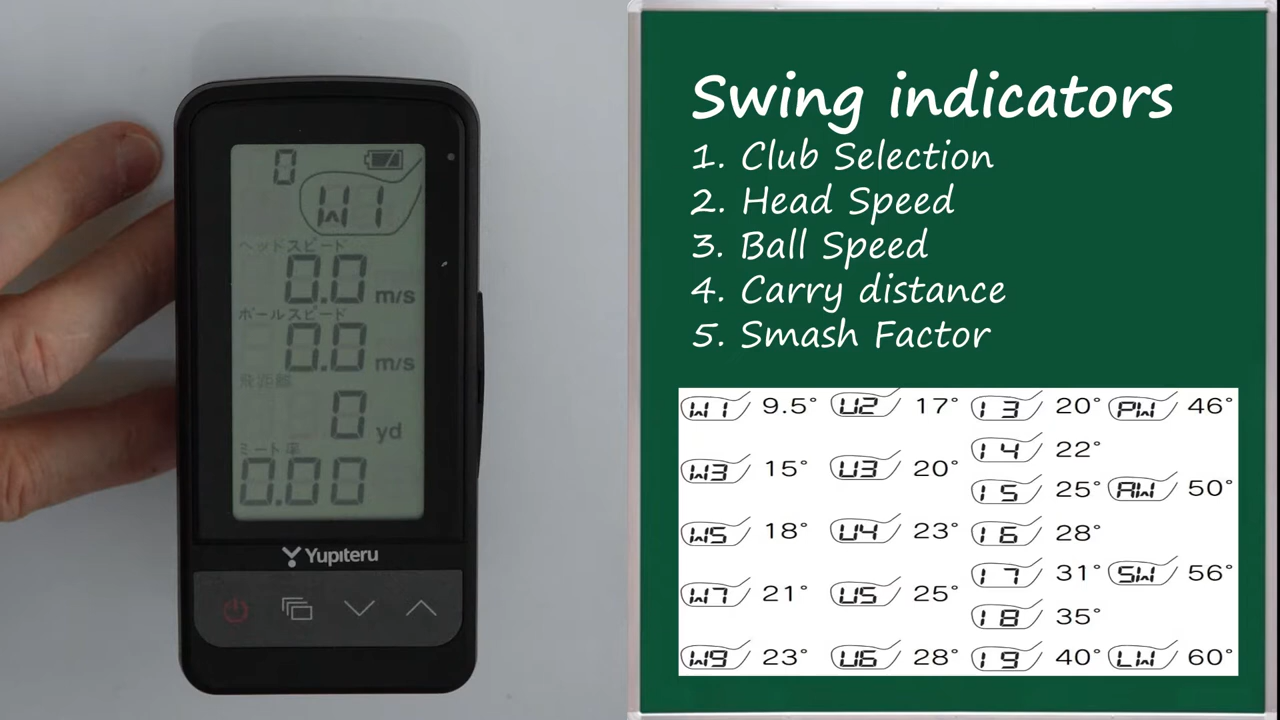 0
W1
ヘッドスピード
0.0 m/s
ボールスピード
0.0 m/s
飛距離
0 yd
ミート率
0.00
Yupiteru
Swing indicators
1. Club Selection
2. Head Speed
3. Ball Speed
4. Carry distance
5. Smash Factor
W1 9.5° U2 17° I3 20° PW 46°
I4 22°
W3 15° U3 20° I5 25° AW 50°
W5 18° U4 23° I6 28°
I7 31° SW 56°
W7 21° U5 25° I8 35°
W9 23° U6 28° I9 40° LW 60°